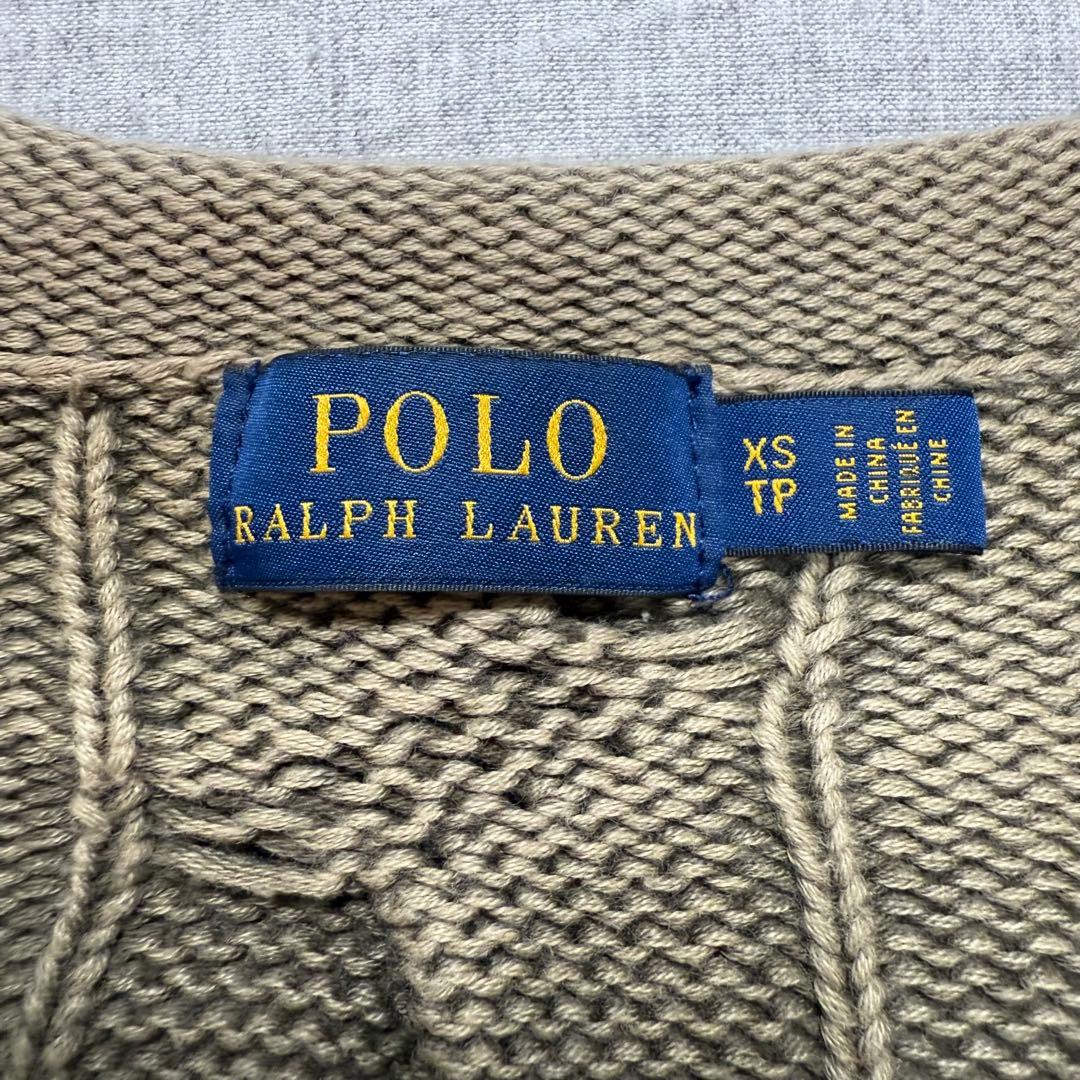 POLO
RALPH LAUREN
XS
TP
MADE IN
CHINA
FABRIQUÉ EN
CHINE